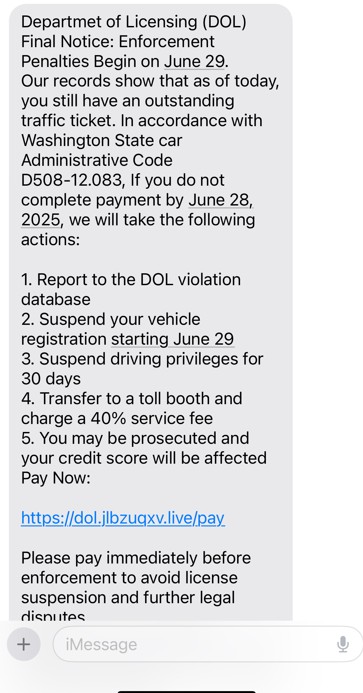 Departmet of Licensing (DOL)
Final Notice: Enforcement
Penalties Begin on June 29.
Our records show that as of today,
you still have an outstanding
traffic ticket. In accordance with
Washington State car
Administrative Code
D508-12.083, If you do not
complete payment by June 28,
2025, we will take the following
actions:
1. Report to the DOL violation
database
2. Suspend your vehicle
registration starting June 29
3. Suspend driving privileges for
30 days
4. Transfer to a toll booth and
charge a 40% service fee
5. You may be prosecuted and
your credit score will be affected
Pay Now:
https://dol.jlbzuqxv.live/pay
Please pay immediately before
enforcement to avoid license
suspension and further legal
disputes
iMessage